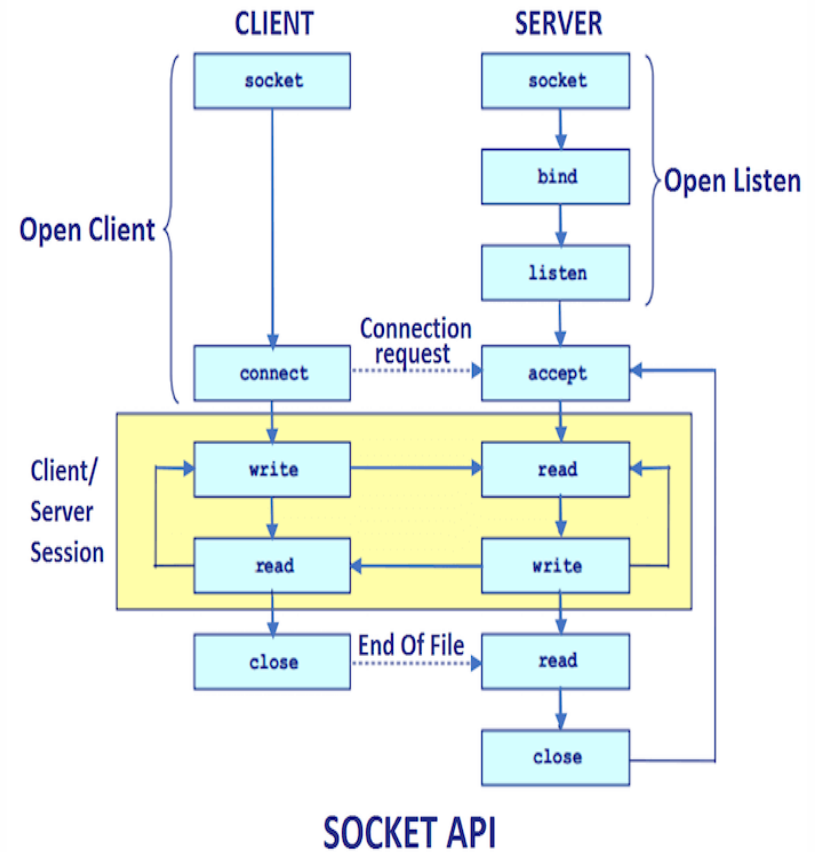 CLIENT
SERVER
socket
socket
bind
Open Client
Open Listen
listen
Connection
request
connect
accept
Client/
Server
Session
write
read
read
write
close
End Of File
read
close
SOCKET API